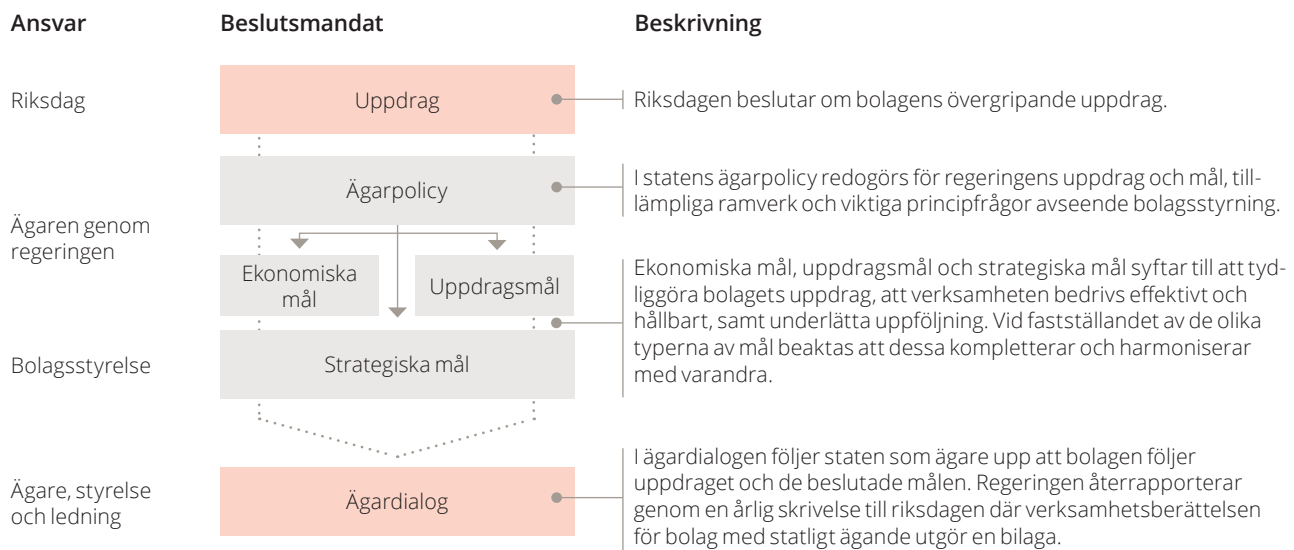 Ansvar
Beslutsmandat
Beskrivning
Riksdag
Uppdrag
Riksdagen beslutar om bolagens övergripande uppdrag.
Ägaren genom
regeringen
Ägarpolicy
I statens ägarpolicy redogörs för regeringens uppdrag och mål, till-
lämpliga ramverk och viktiga principfrågor avseende bolagsstyrning.
Ekonomiska
mål
Uppdragsmål
Ekonomiska mål, uppdragsmål och strategiska mål syftar till att tyd-
liggöra bolagets uppdrag, att verksamheten bedrivs effektivt och
hållbart, samt underlätta uppföljning. Vid fastställandet av de olika
typerna av mål beaktas att dessa kompletterar och harmoniserar
med varandra.
Bolagsstyrelse
Strategiska mål
Ägare, styrelse
och ledning
Ägardialog
I ägardialogen följer staten som ägare upp att bolagen följer
uppdraget och de beslutade målen. Regeringen återrapporterar
genom en årlig skrivelse till riksdagen där verksamhetsberättelsen
för bolag med statligt ägande utgör en bilaga.